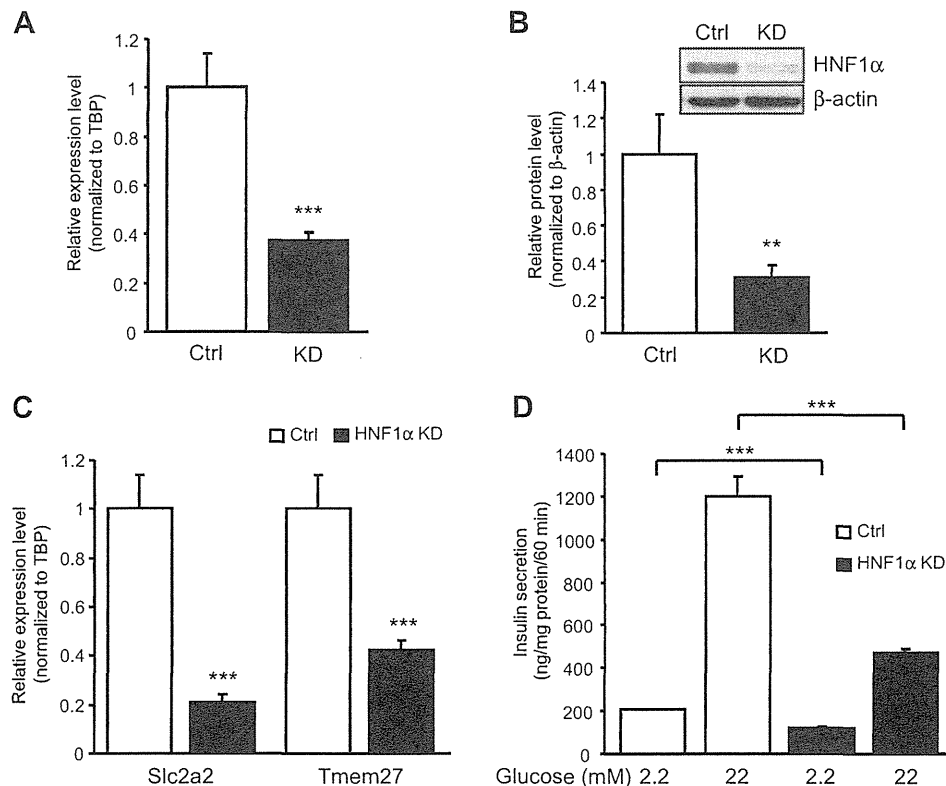 A
Relative expression level
(normalized to TBP)
1.2
1
0.8
0.6
0.4
0.2
0
***
Ctrl KD
B
Ctrl KD
HNF1α
β-actin
Relative protein level
(normalized to β-actin)
1.4
1.2
1
0.8
0.6
0.4
0.2
0
**
Ctrl KD
C
Ctrl HNF1α KD
Relative expression level
(normalized to TBP)
1.2
1
0.8
0.6
0.4
0.2
0
***
***
Slc2a2 Tmem27
D
***
***
Ctrl
HNF1α KD
Insulin secretion
(ng/mg protein/60 min)
1400
1200
1000
800
600
400
200
0
Glucose (mM) 2.2 22 2.2 22